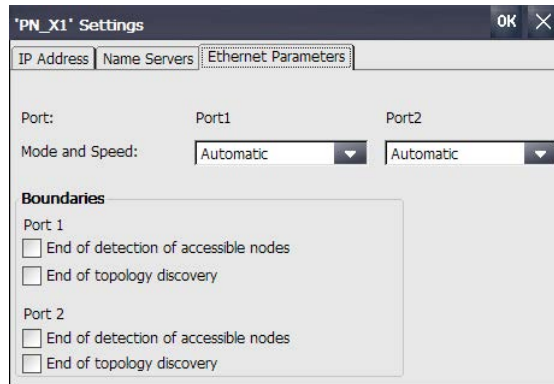 'PN_X1' Settings OK
IP Address Name Servers Ethernet Parameters
Port: Port1 Port2
Mode and Speed: Automatic Automatic
Boundaries
Port 1
End of detection of accessible nodes
End of topology discovery
Port 2
End of detection of accessible nodes
End of topology discovery